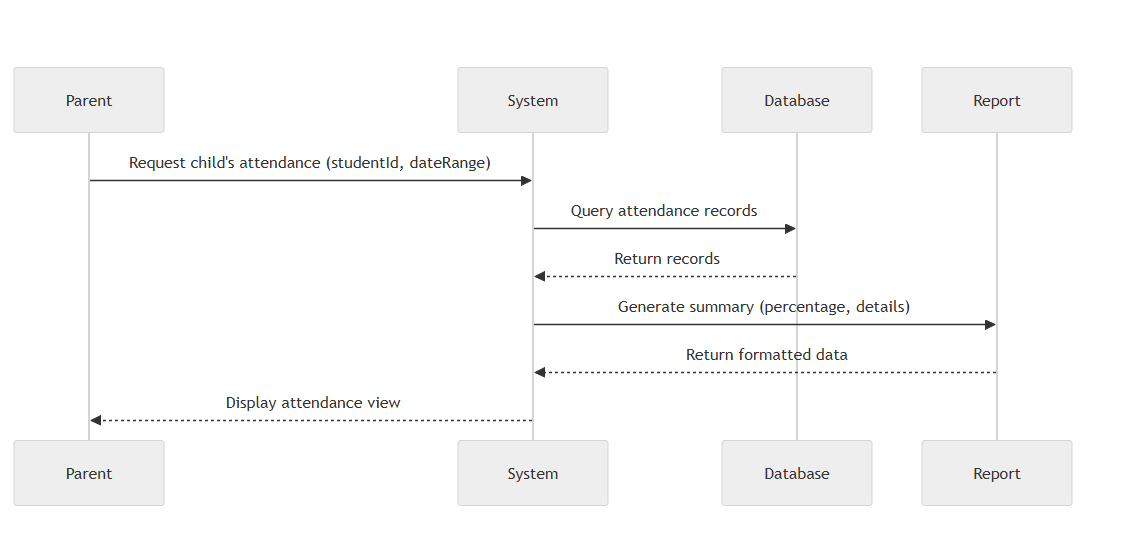 Parent
System
Database
Report
Request child's attendance (studentId, dateRange)
Query attendance records
Return records
Generate summary (percentage, details)
Return formatted data
Display attendance view
Parent
System
Database
Report